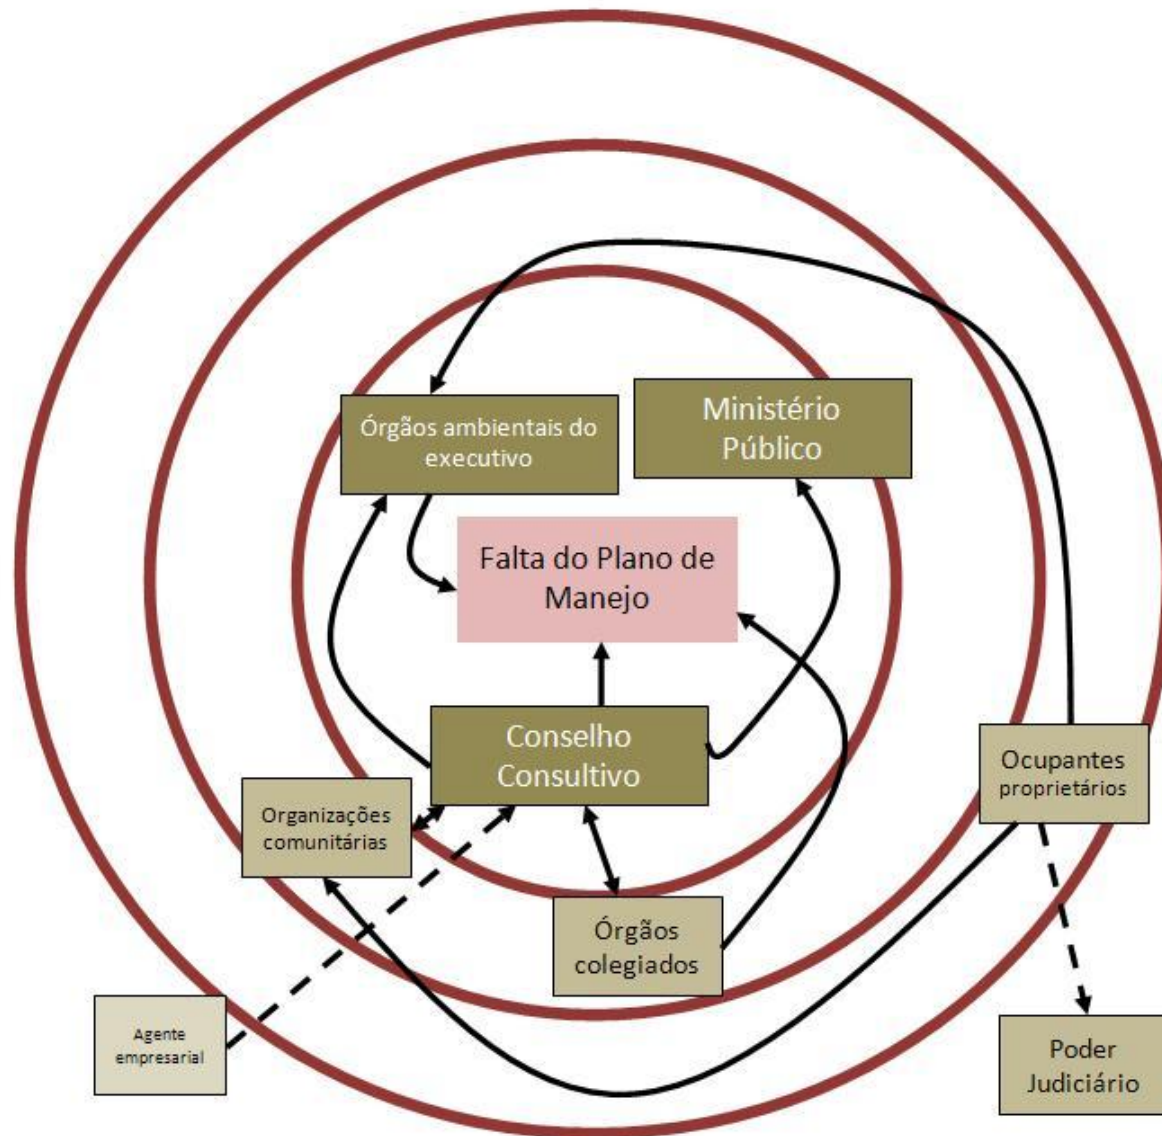 Órgãos ambientais do
executivo
Ministério
Público
Falta do Plano de
Manejo
Conselho
Consultivo
Ocupantes
proprietários
Organizações
comunitárias
Órgãos
colegiados
Agente
empresarial
Poder
Judiciário